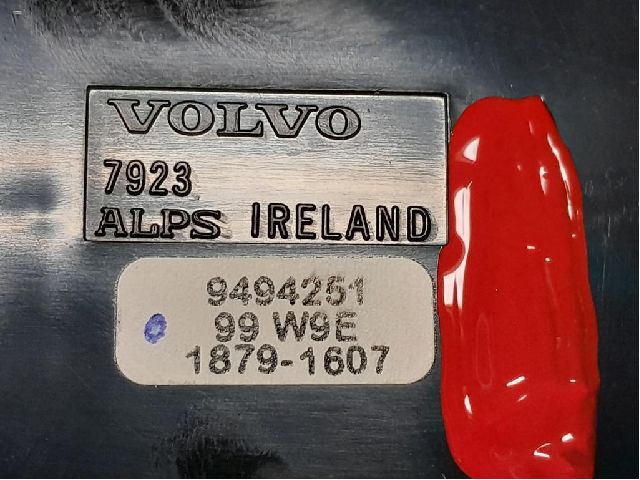 VOLVO
7923
ALPS IRELAND
9494251
99 W9E
1879-1607